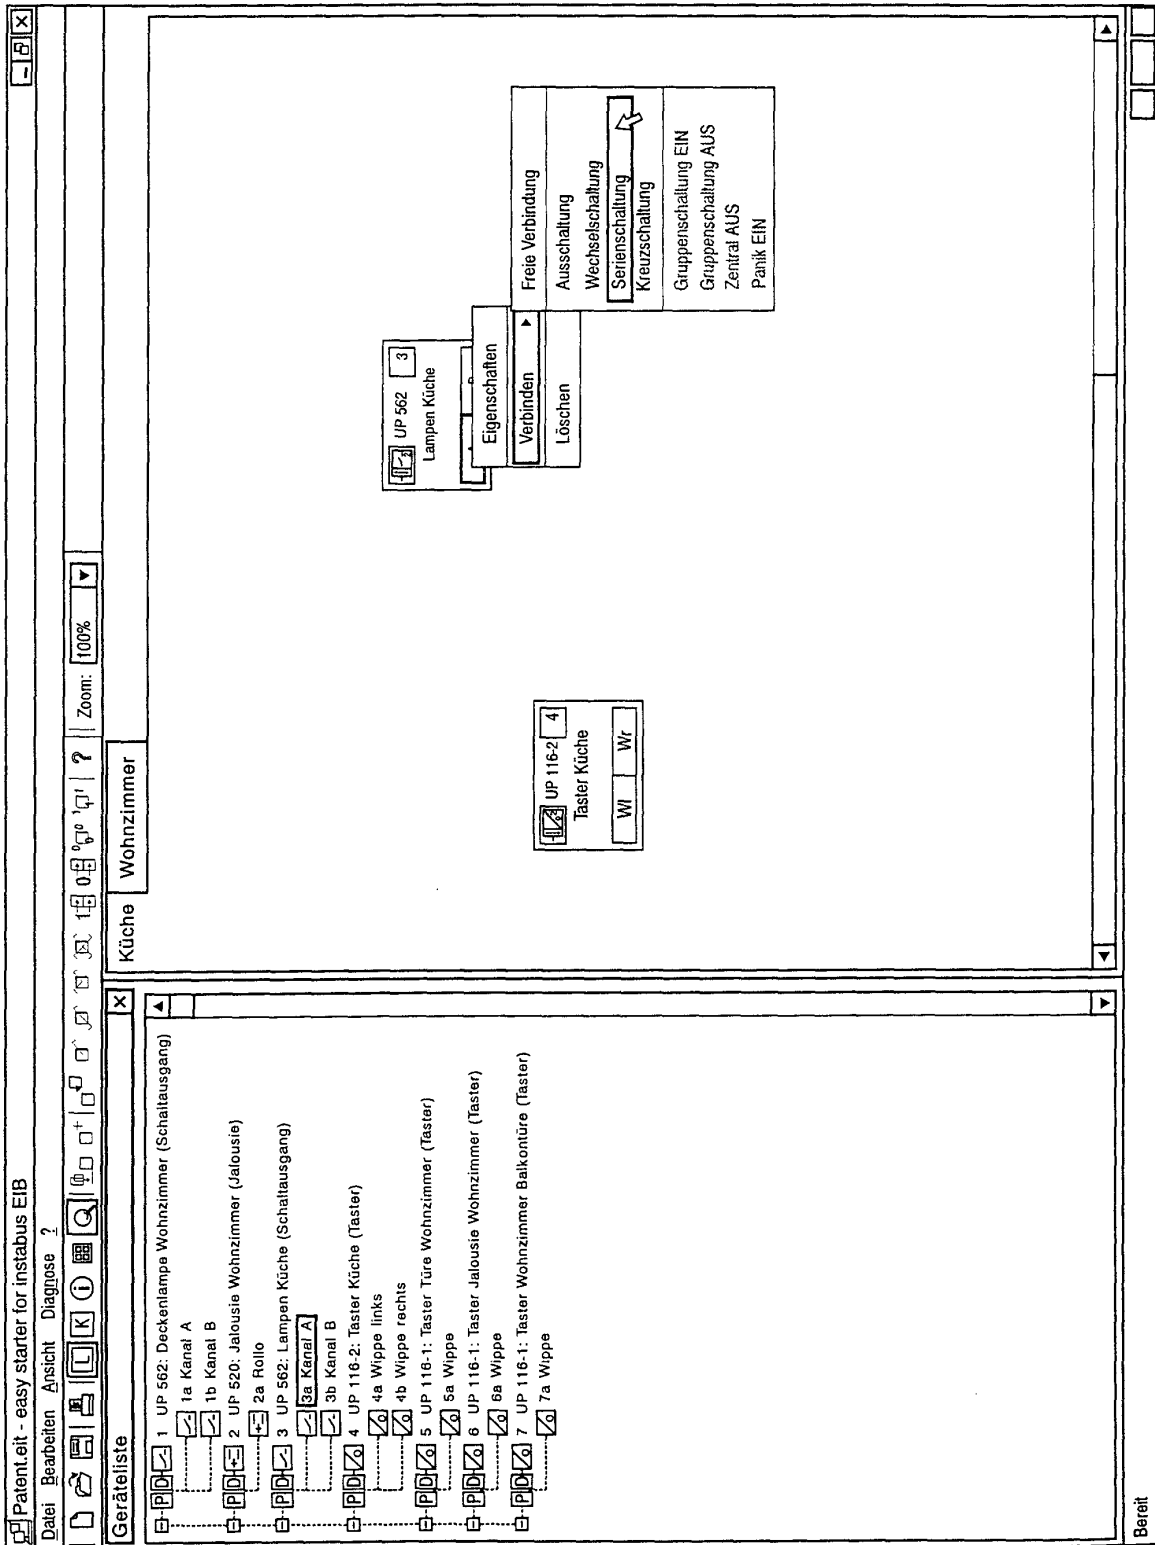 Patent.eit - easy starter for instabus EIB
Datei Bearbeiten Ansicht Diagnose ?
L K i ? Zoom: 100%
Geräteliste
P D 1 UP 562: Deckenlampe Wohnzimmer (Schaltausgang)
1a Kanal A
1b Kanal B
P D 2 UP 520: Jalousie Wohnzimmer (Jalousie)
2a Rollo
P D 3 UP 562: Lampen Küche (Schaltausgang)
3a Kanal A
3b Kanal B
P D 4 UP 116-2: Taster Küche (Taster)
4a Wippe links
4b Wippe rechts
P D 5 UP 116-1: Taster Türe Wohnzimmer (Taster)
5a Wippe
P D 6 UP 116-1: Taster Jalousie Wohnzimmer (Taster)
6a Wippe
P D 7 UP 116-1: Taster Wohnzimmer Balkontüre (Taster)
7a Wippe
Küche Wohnzimmer
UP 562 3
Lampen Küche
Eigenschaften
Verbinden
Löschen
Freie Verbindung
Ausschaltung
Wechselschaltung
Serienschaltung
Kreuzschaltung
Gruppenschaltung EIN
Gruppenschaltung AUS
Zentral AUS
Panik EIN
UP 116-2 4
Taster Küche
Wl Wr
Bereit